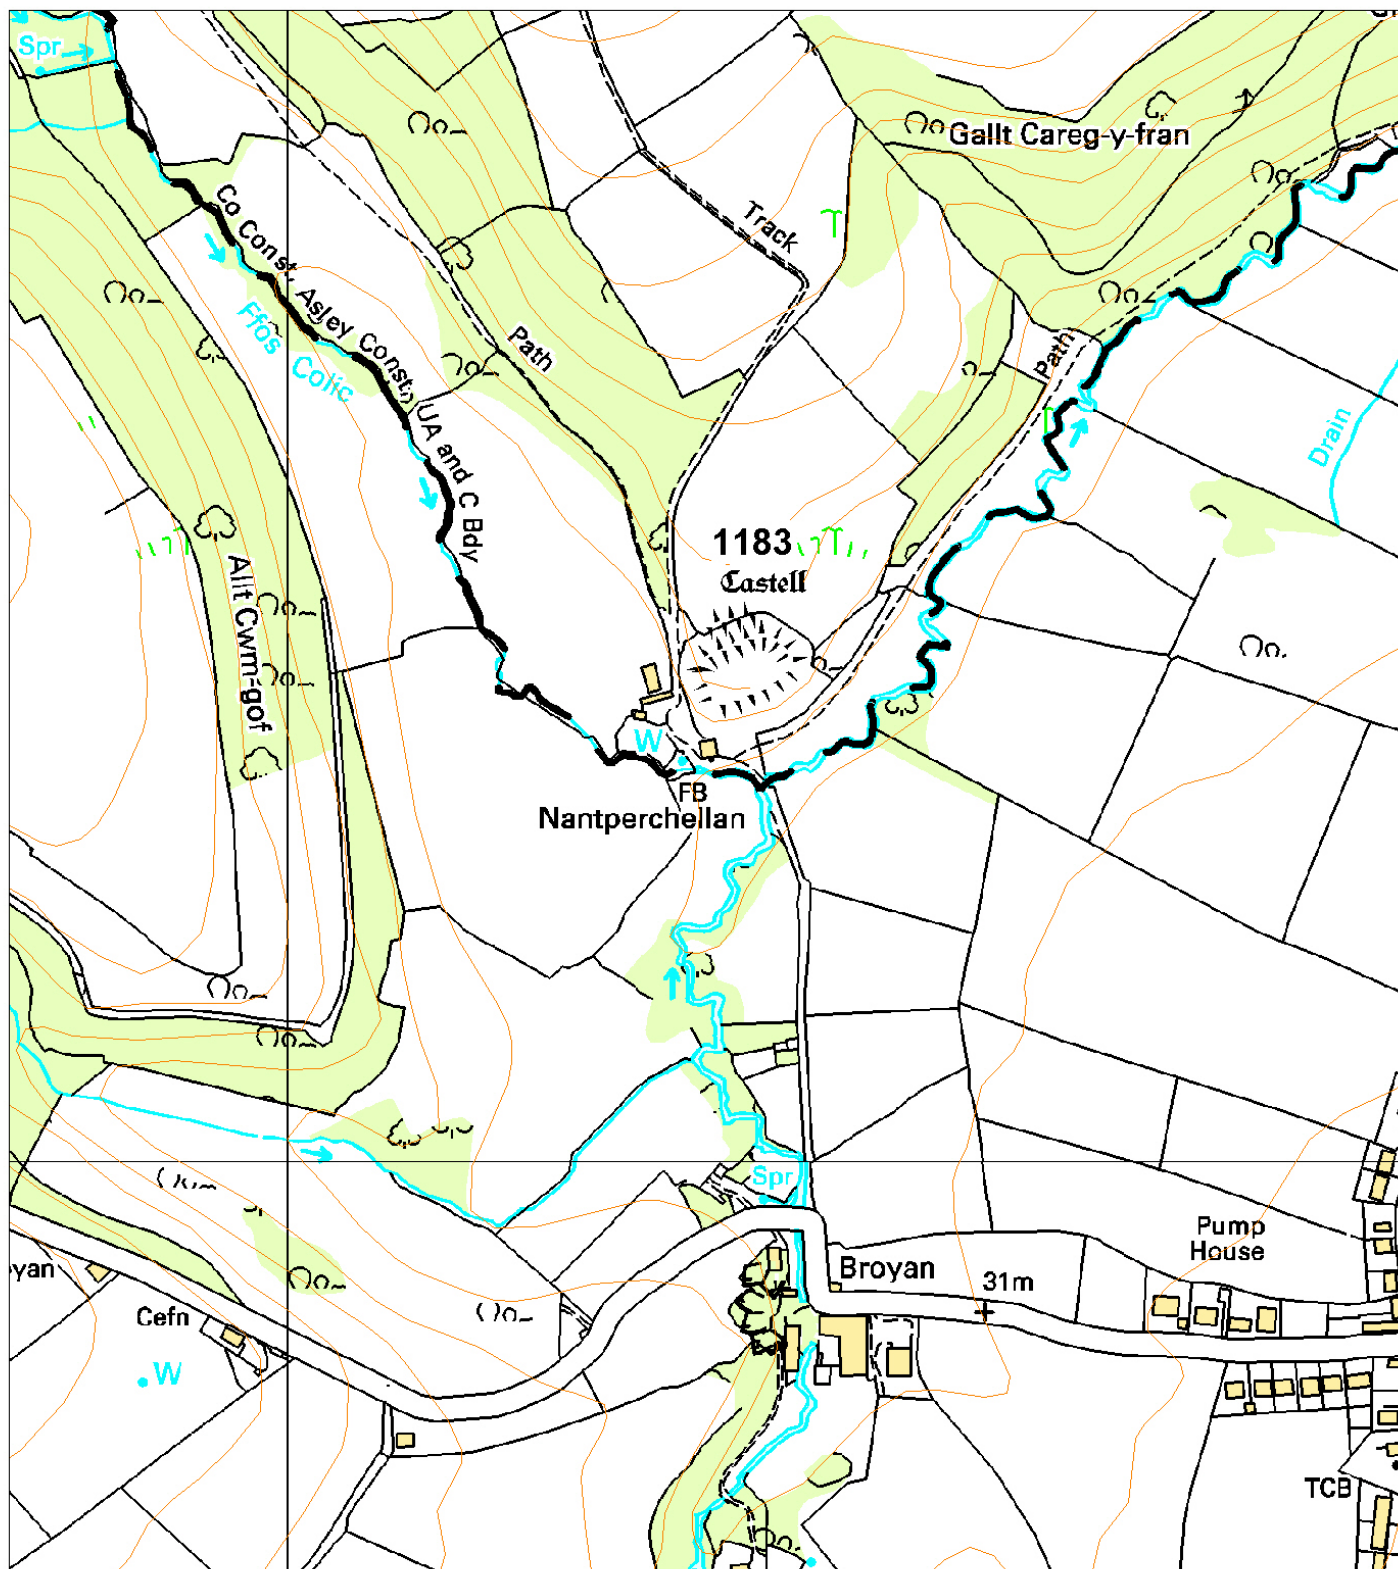 Spr
Gallt Careg-y-fran
Co Const, Asley Const, UA and C Bdy
Track
Ffos Colic
Path
Path
Drain
1183
Castell
Allt Cwm-gof
W
FB
Nantperchellan
Spr
Pump
House
Broyan
31m
yan
Cefn
W
TCB